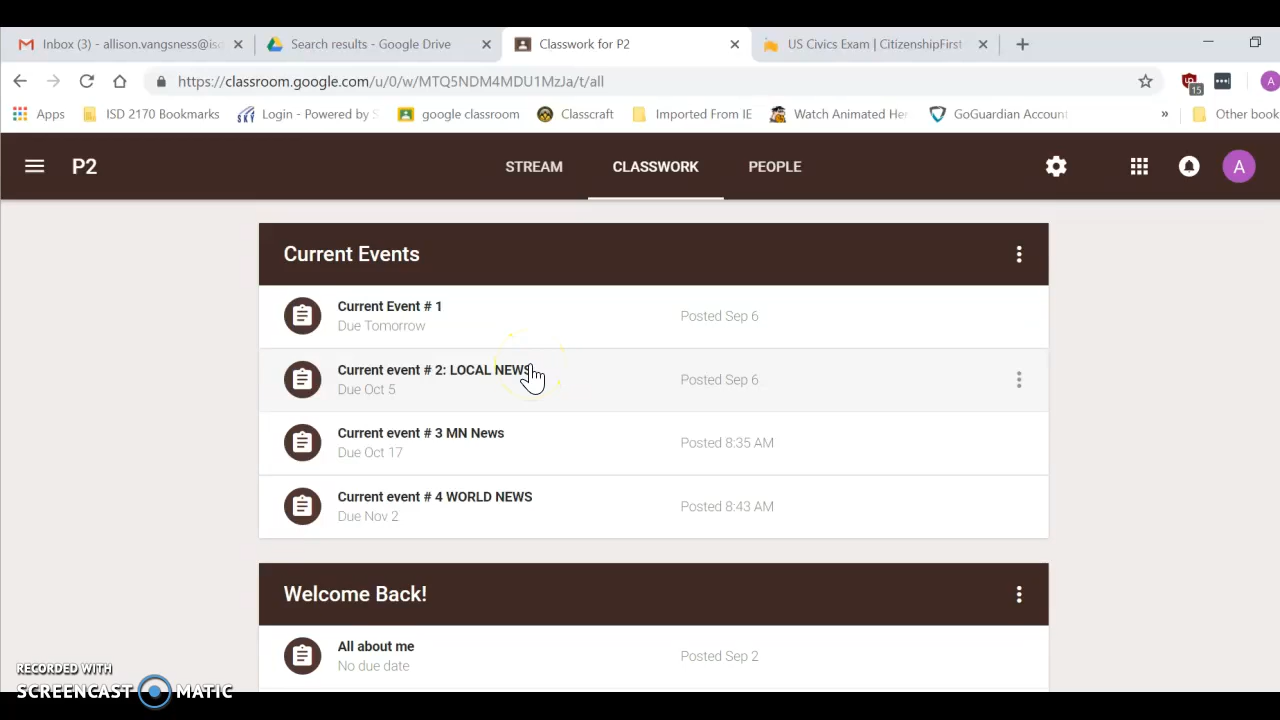 Inbox (3) - allison.vangsness@isd
Search results - Google Drive
Classwork for P2
US Civics Exam | CitizenshipFirst
https://classroom.google.com/u/0/w/MTQ5NDM4MDU1MzJa/t/all
15
A
Apps
ISD 2170 Bookmarks
Login - Powered by S
google classroom
Classcraft
Imported From IE
Watch Animated Her
GoGuardian Account
»
Other book
P2
STREAM
CLASSWORK
PEOPLE
A
Current Events
Current Event # 1
Due Tomorrow
Posted Sep 6
Current event # 2: LOCAL NEWS
Due Oct 5
Posted Sep 6
Current event # 3 MN News
Due Oct 17
Posted 8:35 AM
Current event # 4 WORLD NEWS
Due Nov 2
Posted 8:43 AM
Welcome Back!
All about me
No due date
Posted Sep 2
RECORDED WITH
SCREENCAST MATIC